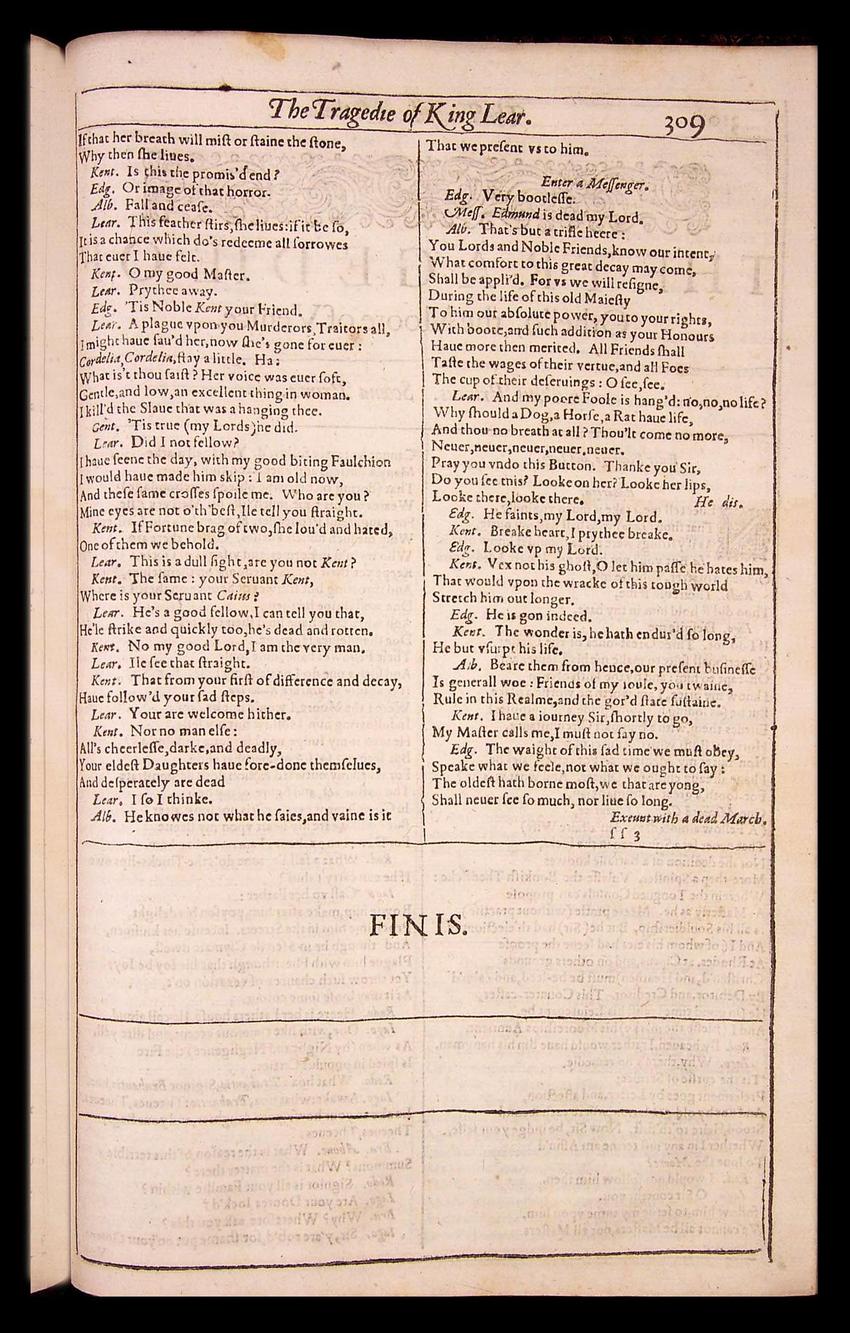 The Tragedie of King Lear. 309
If that her breath will mist or staine the stone,
Why then she liues.
Kent. Is this the promis'd end?
Edg. Or image of that horror.
Alb. Fall and cease.
Lear. This feather stirs, she liues: if it be so,
It is a chance which do's redeeme all sorrowes
That euer I haue felt.
Kent. O my good Master.
Lear. Prythee away.
Edg. 'Tis Noble Kent your Friend.
Lear. A plague vpon you Murderors, Traitors all,
I might haue sau'd her, now she's gone for euer:
Cordelia, Cordelia, stay a little. Ha:
What is't thou saist? Her voice was euer soft,
Gentle, and low, an excellent thing in woman.
I kill'd the Slaue that was a hanging thee.
Gent. 'Tis true (my Lords) he did.
Lear. Did I not fellow?
I haue seene the day, with my good biting Faulchion
I would haue made him skip: I am old now,
And these same crosses spoile me. Who are you?
Mine eyes are not o'th'best, Ile tell you straight.
Kent. If Fortune brag of two, she lou'd and hated,
One of them we behold.
Lear. This is a dull sight, are you not Kent?
Kent. The same: your Seruant Kent,
Where is your Seruant Caius?
Lear. He's a good fellow, I can tell you that,
He'le strike and quickly too, he's dead and rotten.
Kent. No my good Lord, I am the very man.
Lear. Ile see that straight.
Kent. That from your first of difference and decay,
Haue follow'd your sad steps.
Lear. Your are welcome hither.
Kent. Nor no man else:
All's cheerlesse, darke, and deadly,
Your eldest Daughters haue fore-done themselues,
And desperately are dead
Lear. I so I thinke.
Alb. He knowes not what he saies, and vaine is it
That we present vs to him.
Enter a Messenger.
Edg. Very bootlesse.
Mess. Edmund is dead my Lord.
Alb. That's but a trifle heere:
You Lords and Noble Friends, know our intent,
What comfort to this great decay may come,
Shall be appli'd. For vs we will resigne,
During the life of this old Maiesty
To him our absolute power, you to your rights,
With boote, and such addition as your Honours
Haue more then merited. All Friends shall
Taste the wages of their vertue, and all Foes
The cup of their deseruings: O see, see.
Lear. And my poore Foole is hang'd: no, no, no life?
Why should a Dog, a Horse, a Rat haue life,
And thou no breath at all? Thou'lt come no more,
Neuer, neuer, neuer, neuer, neuer.
Pray you vndo this Button. Thanke you Sir,
Do you see this? Looke on her? Looke her lips,
Looke there, looke there. He dis.
Edg. He faints, my Lord, my Lord.
Kent. Breake heart, I prythee breake.
Edg. Looke vp my Lord.
Kent. Vex not his ghost, O let him passe, he hates him,
That would vpon the wracke of this tough world
Stretch him out longer.
Edg. He is gon indeed.
Kent. The wonder is, he hath endur'd so long,
He but vsurpt his life.
Alb. Beare them from hence, our present businesse
Is generall woe: Friends of my soule, you twaine,
Rule in this Realme, and the gor'd state sustaine.
Kent. I haue a iourney Sir, shortly to go,
My Master calls me, I must not say no.
Edg. The waight of this sad time we must obey,
Speake what we feele, not what we ought to say:
The oldest hath borne most, we that are yong,
Shall neuer see so much, nor liue so long.
Exeunt with a dead March.
ss 3
FINIS.